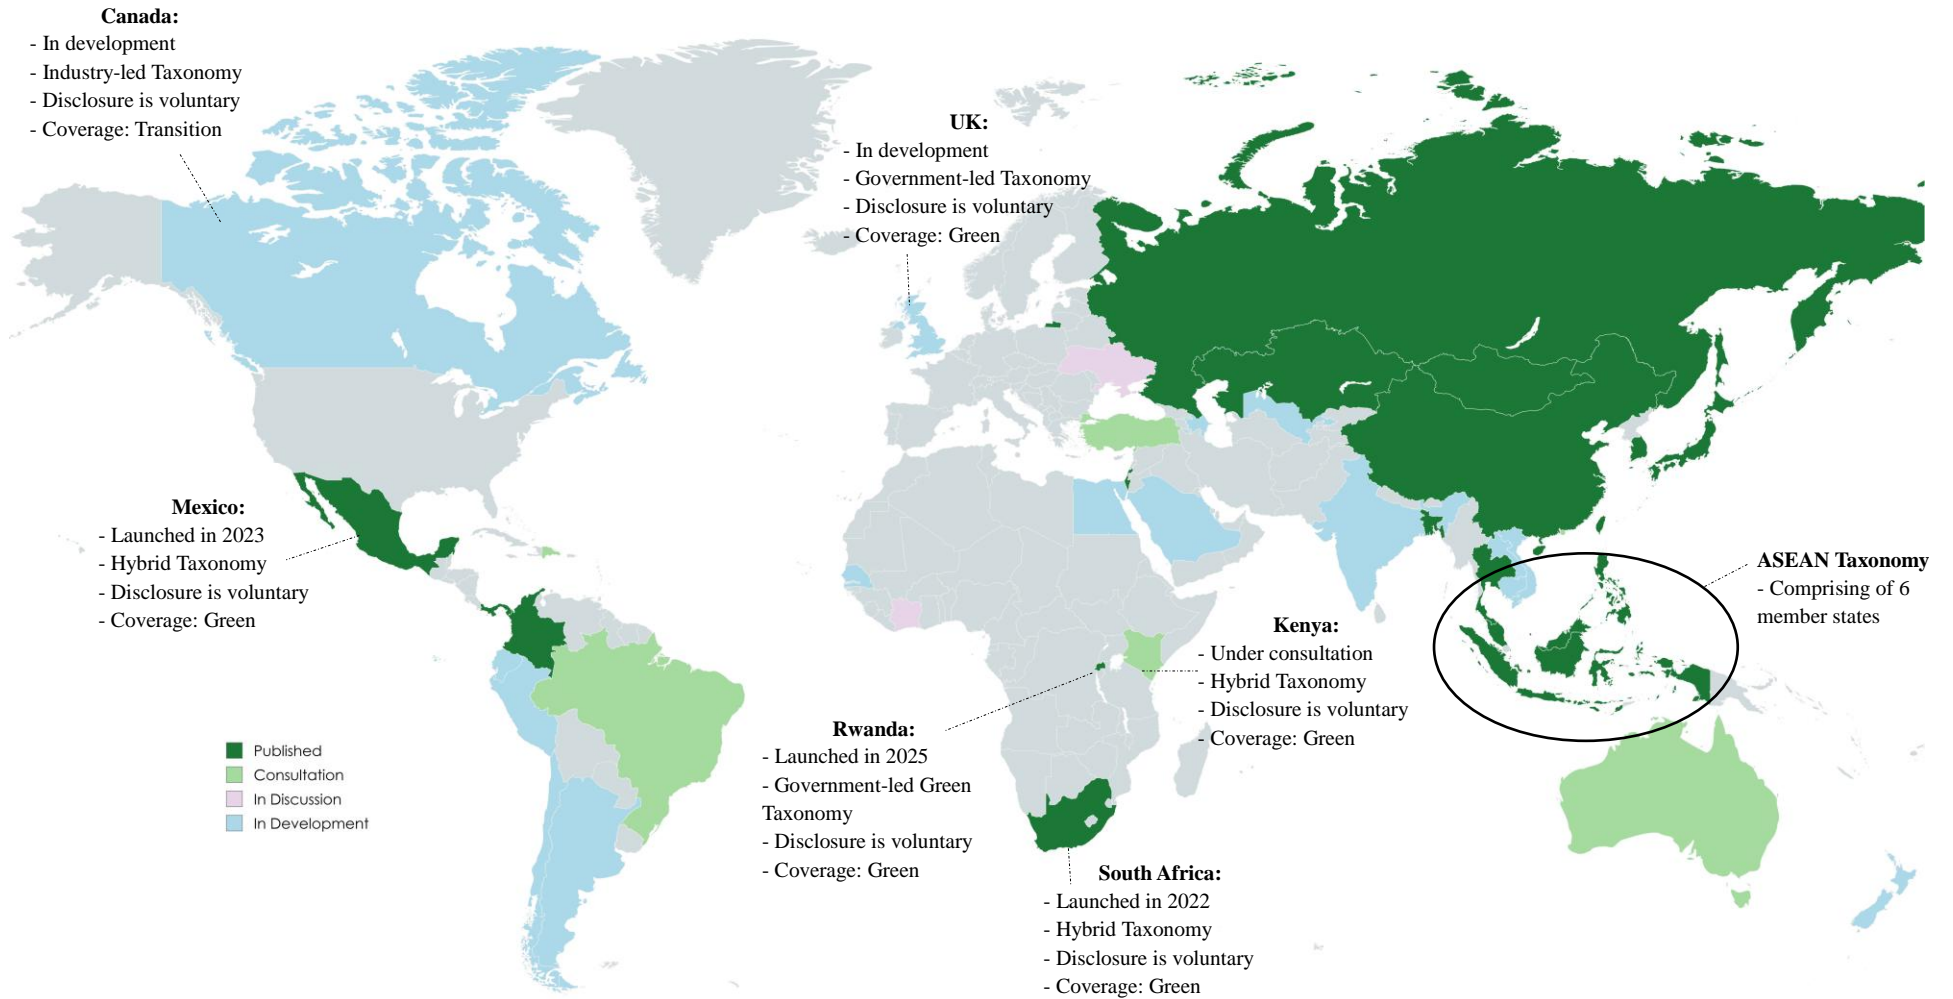 Canada:
- In development
- Industry-led Taxonomy
- Disclosure is voluntary
- Coverage: Transition
UK:
- In development
- Government-led Taxonomy
- Disclosure is voluntary
- Coverage: Green
Mexico:
- Launched in 2023
- Hybrid Taxonomy
- Disclosure is voluntary
- Coverage: Green
ASEAN Taxonomy
- Comprising of 6
member states
Kenya:
- Under consultation
- Hybrid Taxonomy
- Disclosure is voluntary
- Coverage: Green
Rwanda:
- Launched in 2025
- Government-led Green
Taxonomy
- Disclosure is voluntary
- Coverage: Green
Published
Consultation
In Discussion
In Development
South Africa:
- Launched in 2022
- Hybrid Taxonomy
- Disclosure is voluntary
- Coverage: Green